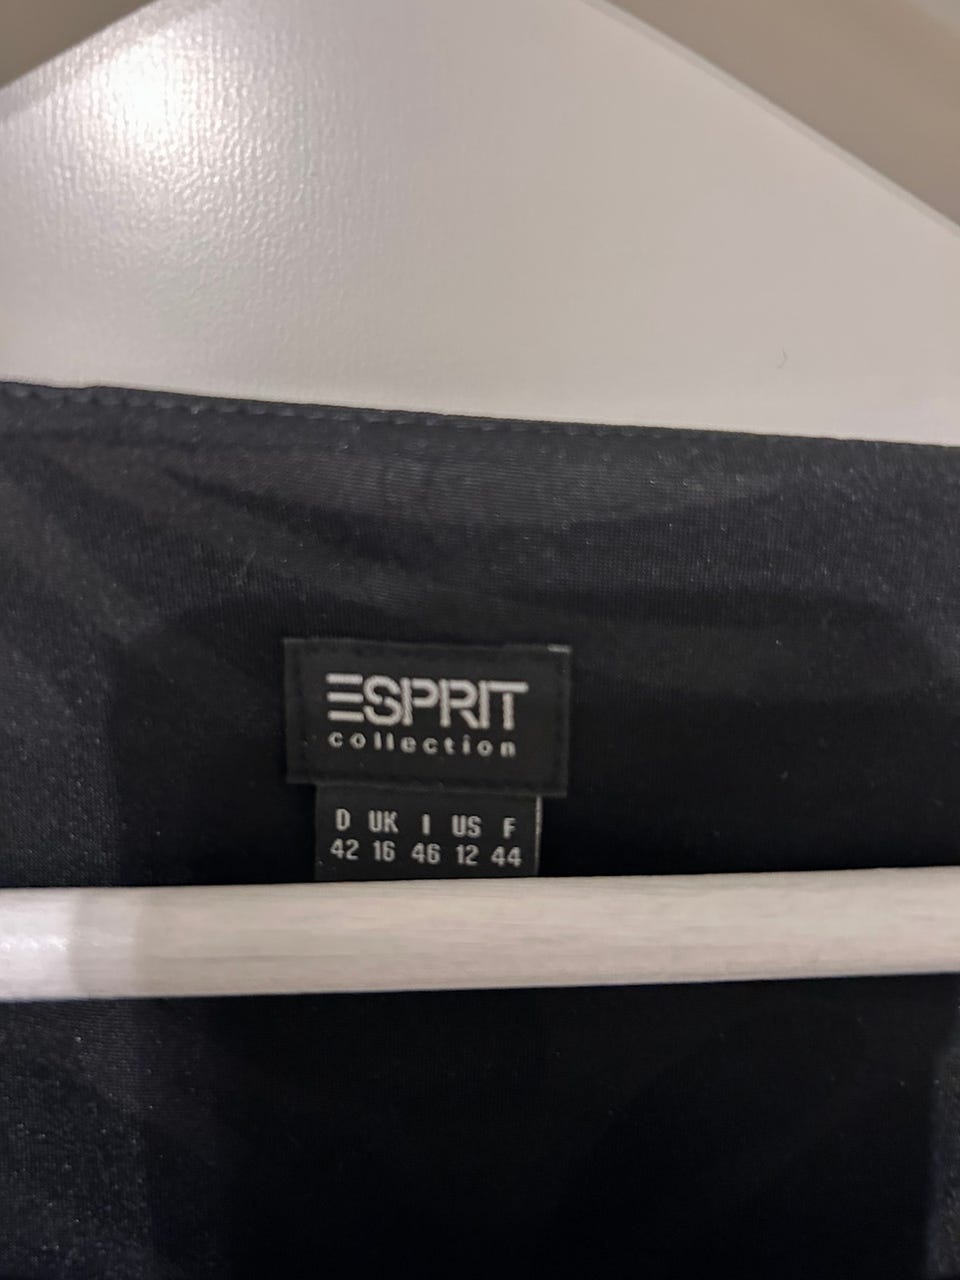 ESPRIT
collection
D UK I US F
42 16 46 12 44